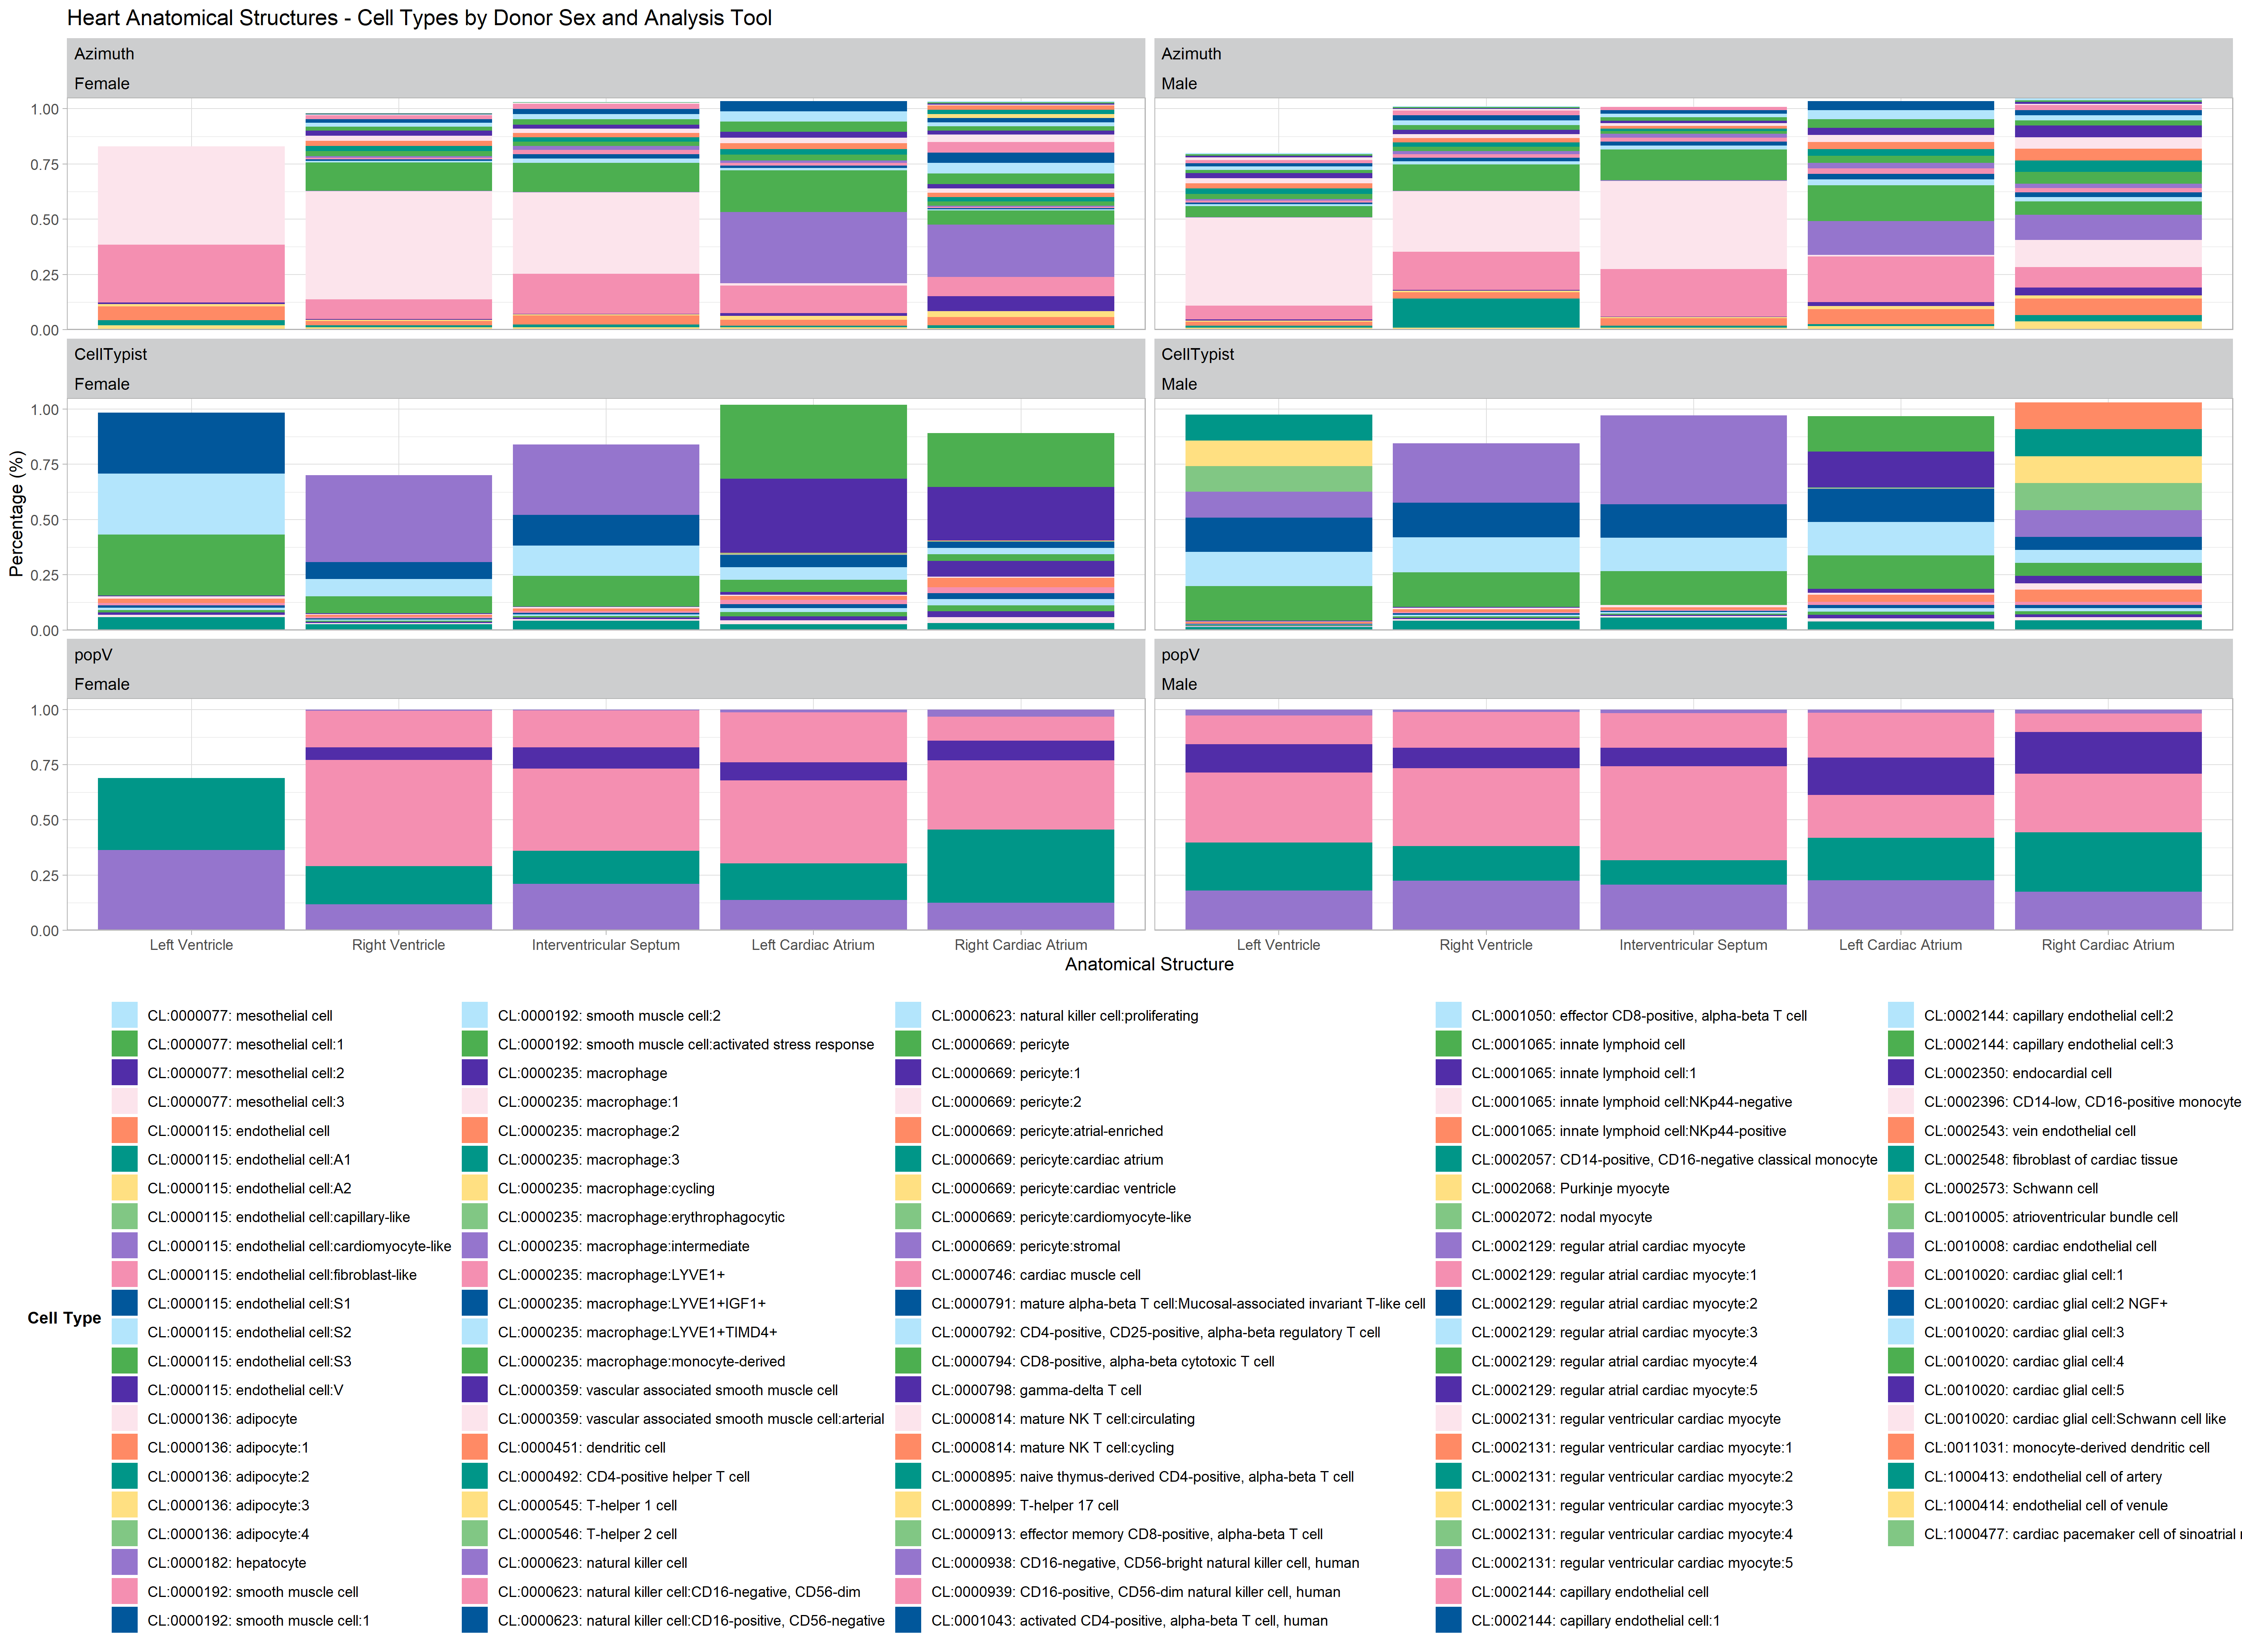 Heart Anatomical Structures - Cell Types by Donor Sex and Analysis Tool
Azimuth
Female
Azimuth
Male
1.00
0.75
0.50
0.25
0.00
CellTypist
Female
CellTypist
Male
1.00
0.75
0.50
0.25
0.00
Percentage (%)
popV
Female
popV
Male
1.00
0.75
0.50
0.25
0.00
Left Ventricle
Right Ventricle
Interventricular Septum
Left Cardiac Atrium
Right Cardiac Atrium
Left Ventricle
Right Ventricle
Interventricular Septum
Left Cardiac Atrium
Right Cardiac Atrium
Anatomical Structure
Cell Type
CL:0000077: mesothelial cell
CL:0000077: mesothelial cell:1
CL:0000077: mesothelial cell:2
CL:0000077: mesothelial cell:3
CL:0000115: endothelial cell
CL:0000115: endothelial cell:A1
CL:0000115: endothelial cell:A2
CL:0000115: endothelial cell:capillary-like
CL:0000115: endothelial cell:cardiomyocyte-like
CL:0000115: endothelial cell:fibroblast-like
CL:0000115: endothelial cell:S1
CL:0000115: endothelial cell:S2
CL:0000115: endothelial cell:S3
CL:0000115: endothelial cell:V
CL:0000136: adipocyte
CL:0000136: adipocyte:1
CL:0000136: adipocyte:2
CL:0000136: adipocyte:3
CL:0000136: adipocyte:4
CL:0000182: hepatocyte
CL:0000192: smooth muscle cell
CL:0000192: smooth muscle cell:1
CL:0000192: smooth muscle cell:2
CL:0000192: smooth muscle cell:activated stress response
CL:0000235: macrophage
CL:0000235: macrophage:1
CL:0000235: macrophage:2
CL:0000235: macrophage:3
CL:0000235: macrophage:cycling
CL:0000235: macrophage:erythrophagocytic
CL:0000235: macrophage:intermediate
CL:0000235: macrophage:LYVE1+
CL:0000235: macrophage:LYVE1+IGF1+
CL:0000235: macrophage:LYVE1+TIMD4+
CL:0000235: macrophage:monocyte-derived
CL:0000359: vascular associated smooth muscle cell
CL:0000359: vascular associated smooth muscle cell:arterial
CL:0000451: dendritic cell
CL:0000492: CD4-positive helper T cell
CL:0000545: T-helper 1 cell
CL:0000546: T-helper 2 cell
CL:0000623: natural killer cell
CL:0000623: natural killer cell:CD16-negative, CD56-dim
CL:0000623: natural killer cell:CD16-positive, CD56-negative
CL:0000623: natural killer cell:proliferating
CL:0000669: pericyte
CL:0000669: pericyte:1
CL:0000669: pericyte:2
CL:0000669: pericyte:atrial-enriched
CL:0000669: pericyte:cardiac atrium
CL:0000669: pericyte:cardiac ventricle
CL:0000669: pericyte:cardiomyocyte-like
CL:0000669: pericyte:stromal
CL:0000746: cardiac muscle cell
CL:0000791: mature alpha-beta T cell:Mucosal-associated invariant T-like cell
CL:0000792: CD4-positive, CD25-positive, alpha-beta regulatory T cell
CL:0000794: CD8-positive, alpha-beta cytotoxic T cell
CL:0000798: gamma-delta T cell
CL:0000814: mature NK T cell:circulating
CL:0000814: mature NK T cell:cycling
CL:0000895: naive thymus-derived CD4-positive, alpha-beta T cell
CL:0000899: T-helper 17 cell
CL:0000913: effector memory CD8-positive, alpha-beta T cell
CL:0000938: CD16-negative, CD56-bright natural killer cell, human
CL:0000939: CD16-positive, CD56-dim natural killer cell, human
CL:0001043: activated CD4-positive, alpha-beta T cell, human
CL:0001050: effector CD8-positive, alpha-beta T cell
CL:0001065: innate lymphoid cell
CL:0001065: innate lymphoid cell:1
CL:0001065: innate lymphoid cell:NKp44-negative
CL:0001065: innate lymphoid cell:NKp44-positive
CL:0002057: CD14-positive, CD16-negative classical monocyte
CL:0002068: Purkinje myocyte
CL:0002072: nodal myocyte
CL:0002129: regular atrial cardiac myocyte
CL:0002129: regular atrial cardiac myocyte:1
CL:0002129: regular atrial cardiac myocyte:2
CL:0002129: regular atrial cardiac myocyte:3
CL:0002129: regular atrial cardiac myocyte:4
CL:0002129: regular atrial cardiac myocyte:5
CL:0002131: regular ventricular cardiac myocyte
CL:0002131: regular ventricular cardiac myocyte:1
CL:0002131: regular ventricular cardiac myocyte:2
CL:0002131: regular ventricular cardiac myocyte:3
CL:0002131: regular ventricular cardiac myocyte:4
CL:0002131: regular ventricular cardiac myocyte:5
CL:0002144: capillary endothelial cell
CL:0002144: capillary endothelial cell:1
CL:0002144: capillary endothelial cell:2
CL:0002144: capillary endothelial cell:3
CL:0002350: endocardial cell
CL:0002396: CD14-low, CD16-positive monocyte
CL:0002543: vein endothelial cell
CL:0002548: fibroblast of cardiac tissue
CL:0002573: Schwann cell
CL:0010005: atrioventricular bundle cell
CL:0010008: cardiac endothelial cell
CL:0010020: cardiac glial cell:1
CL:0010020: cardiac glial cell:2 NGF+
CL:0010020: cardiac glial cell:3
CL:0010020: cardiac glial cell:4
CL:0010020: cardiac glial cell:5
CL:0010020: cardiac glial cell:Schwann cell like
CL:0011031: monocyte-derived dendritic cell
CL:1000413: endothelial cell of artery
CL:1000414: endothelial cell of venule
CL:1000477: cardiac pacemaker cell of sinoatrial